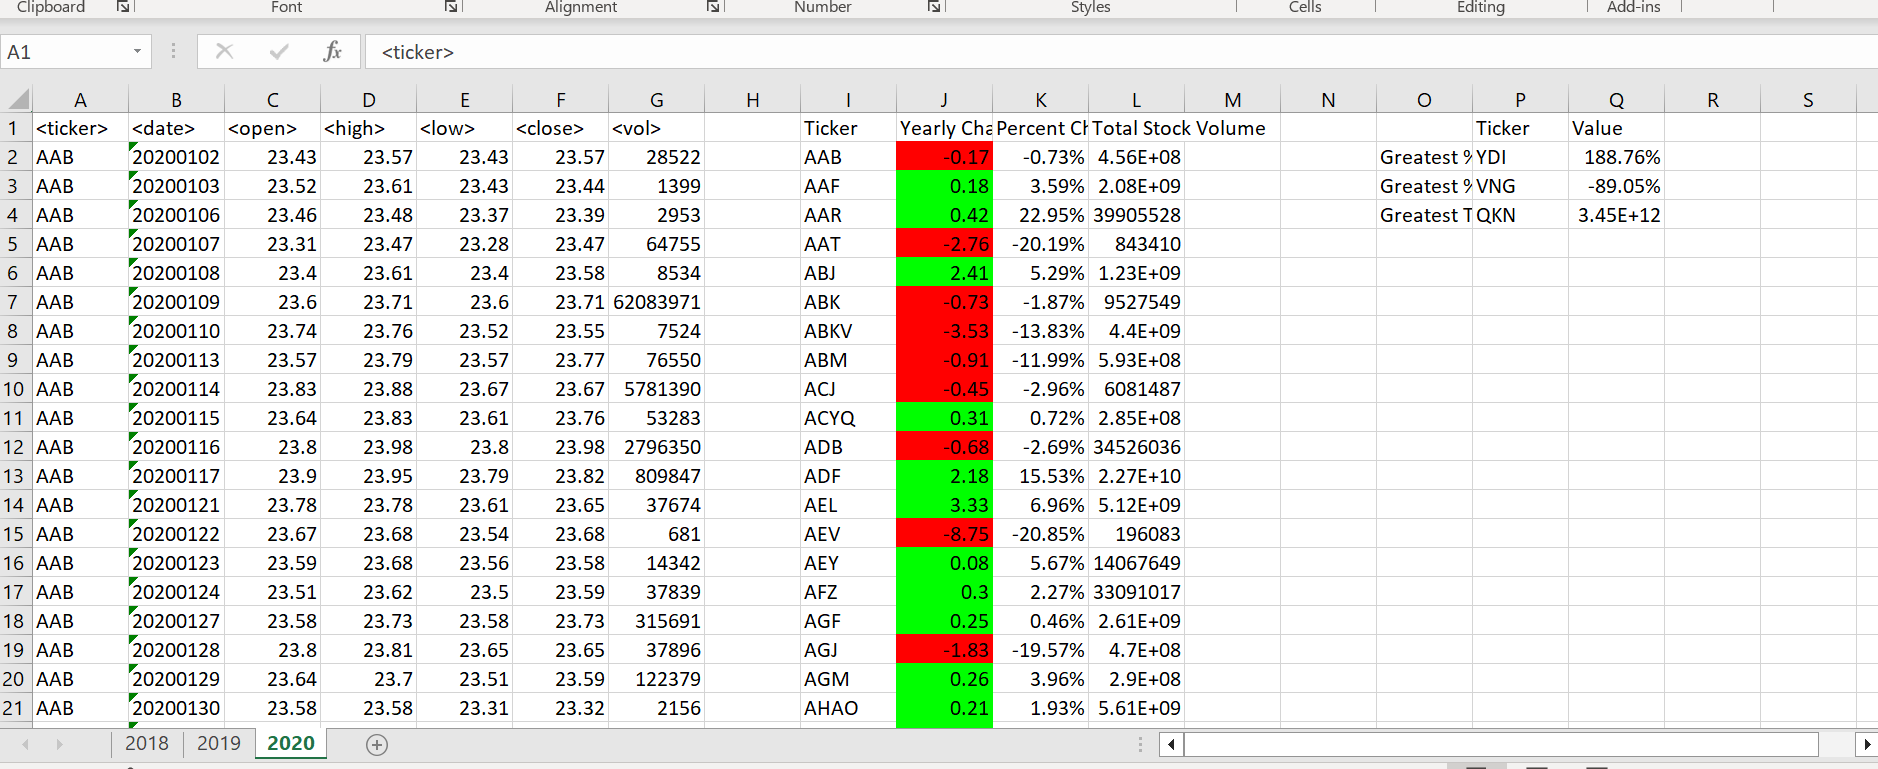 Clipboard Font Alignment Number Styles Cells Editing Add-ins
A1 fx <ticker>
A B C D E F G H I J K L M N O P Q R S
1 <ticker> <date> <open> <high> <low> <close> <vol> Ticker Yearly Cha Percent Ch Total Stock Volume Ticker Value
2 AAB 20200102 23.43 23.57 23.43 23.57 28522 AAB -0.17 -0.73% 4.56E+08 Greatest % YDI 188.76%
3 AAB 20200103 23.52 23.61 23.43 23.44 1399 AAF 0.18 3.59% 2.08E+09 Greatest % VNG -89.05%
4 AAB 20200106 23.46 23.48 23.37 23.39 2953 AAR 0.42 22.95% 39905528 Greatest T QKN 3.45E+12
5 AAB 20200107 23.31 23.47 23.28 23.47 64755 AAT -2.76 -20.19% 843410
6 AAB 20200108 23.4 23.61 23.4 23.58 8534 ABJ 2.41 5.29% 1.23E+09
7 AAB 20200109 23.6 23.71 23.6 23.71 62083971 ABK -0.73 -1.87% 9527549
8 AAB 20200110 23.74 23.76 23.52 23.55 7524 ABKV -3.53 -13.83% 4.4E+09
9 AAB 20200113 23.57 23.79 23.57 23.77 76550 ABM -0.91 -11.99% 5.93E+08
10 AAB 20200114 23.83 23.88 23.67 23.67 5781390 ACJ -0.45 -2.96% 6081487
11 AAB 20200115 23.64 23.83 23.61 23.76 53283 ACYQ 0.31 0.72% 2.85E+08
12 AAB 20200116 23.8 23.98 23.8 23.98 2796350 ADB -0.68 -2.69% 34526036
13 AAB 20200117 23.9 23.95 23.79 23.82 809847 ADF 2.18 15.53% 2.27E+10
14 AAB 20200121 23.78 23.78 23.61 23.65 37674 AEL 3.33 6.96% 5.12E+09
15 AAB 20200122 23.67 23.68 23.54 23.68 681 AEV -8.75 -20.85% 196083
16 AAB 20200123 23.59 23.68 23.56 23.58 14342 AEY 0.08 5.67% 14067649
17 AAB 20200124 23.51 23.62 23.5 23.59 37839 AFZ 0.3 2.27% 33091017
18 AAB 20200127 23.58 23.73 23.58 23.73 315691 AGF 0.25 0.46% 2.61E+09
19 AAB 20200128 23.8 23.81 23.65 23.65 37896 AGJ -1.83 -19.57% 4.7E+08
20 AAB 20200129 23.64 23.7 23.51 23.59 122379 AGM 0.26 3.96% 2.9E+08
21 AAB 20200130 23.58 23.58 23.31 23.32 2156 AHAO 0.21 1.93% 5.61E+09
2018 2019 2020